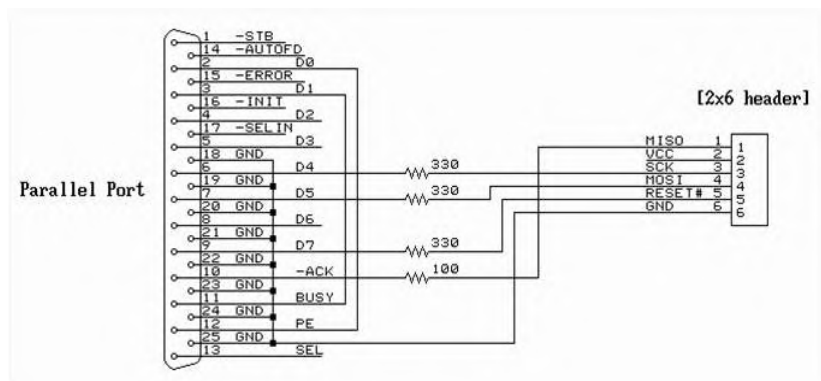 1 -STB
14 -AUTOFD
2 D0
15 -ERROR
3 D1
16 -INIT
4 D2
17 -SELIN
5 D3
18 GND
6 D4
19 GND
7 D5
20 GND
8 D6
21 GND
9 D7
22 GND
10 -ACK
23 GND
11 BUSY
24 GND
12 PE
25 GND
13 SEL
Parallel Port
330
330
330
100
[2x6 header]
MISO 1 1
VCC 2 2
SCK 3 3
MOSI 4 4
RESET# 5 5
GND 6 6